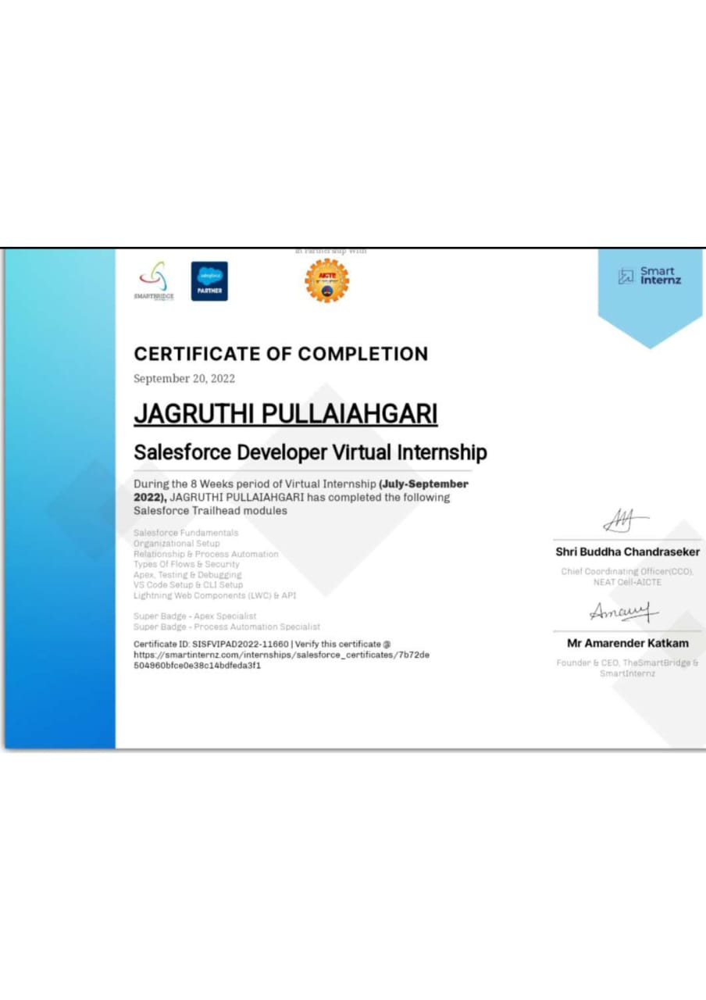 in Partnership With
SMARTBRIDGE
salesforce
PARTNER
AICTE
Smart
Internz
CERTIFICATE OF COMPLETION
September 20, 2022
JAGRUTHI PULLAIAHGARI
Salesforce Developer Virtual Internship
During the 8 Weeks period of Virtual Internship (July-September
2022), JAGRUTHI PULLAIAHGARI has completed the following
Salesforce Trailhead modules
Salesforce Fundamentals
Organizational Setup
Relationship & Process Automation
Types Of Flows & Security
Apex, Testing & Debugging
VS Code Setup & CLI Setup
Lightning Web Components (LWC) & API
Super Badge - Apex Specialist
Super Badge - Process Automation Specialist
Certificate ID: SISFVIPAD2022-11660 | Verify this certificate @
https://smartinternz.com/internships/salesforce_certificates/7b72de
504960bfce0e38c14bdfeda3f1
Shri Buddha Chandraseker
Chief Coordinating Officer(CCO),
NEAT Cell-AICTE
Amarey
Mr Amarender Katkam
Founder & CEO, TheSmartBridge &
SmartInternz